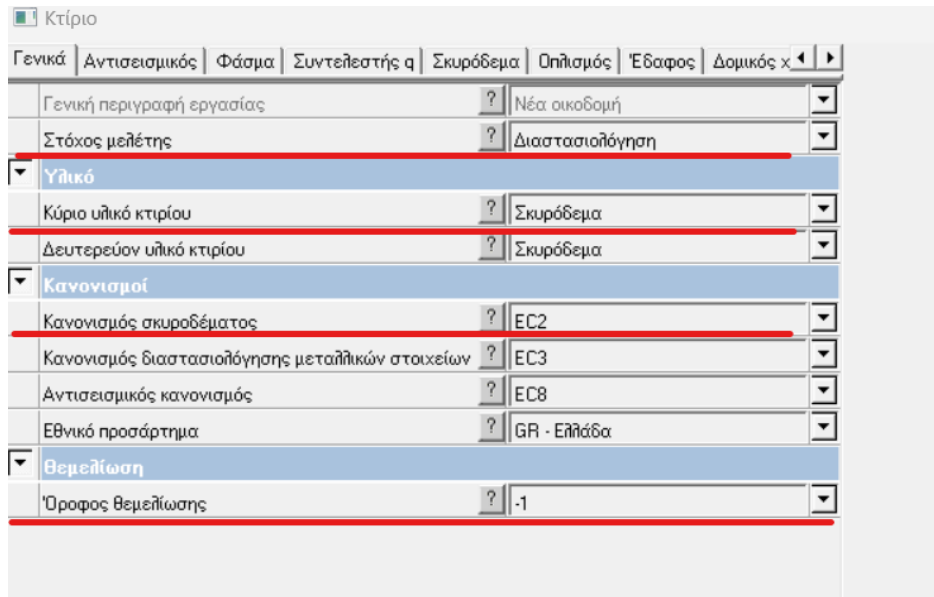 Κτίριο
Γενικά Αντισεισμικός Φάσμα Συντελεστής q Σκυρόδεμα Οπλισμός Έδαφος Δομικός χ
Γενική περιγραφή εργασίας ? Νέα οικοδομή
Στόχος μελέτης ? Διαστασιολόγηση
Υλικό
Κύριο υλικό κτιρίου ? Σκυρόδεμα
Δευτερεύον υλικό κτιρίου ? Σκυρόδεμα
Κανονισμοί
Κανονισμός σκυροδέματος ? EC2
Κανονισμός διαστασιολόγησης μεταλλικών στοιχείων ? EC3
Αντισεισμικός κανονισμός ? EC8
Εθνικό προσάρτημα ? GR - Ελλάδα
Θεμελίωση
Όροφος θεμελίωσης ? -1